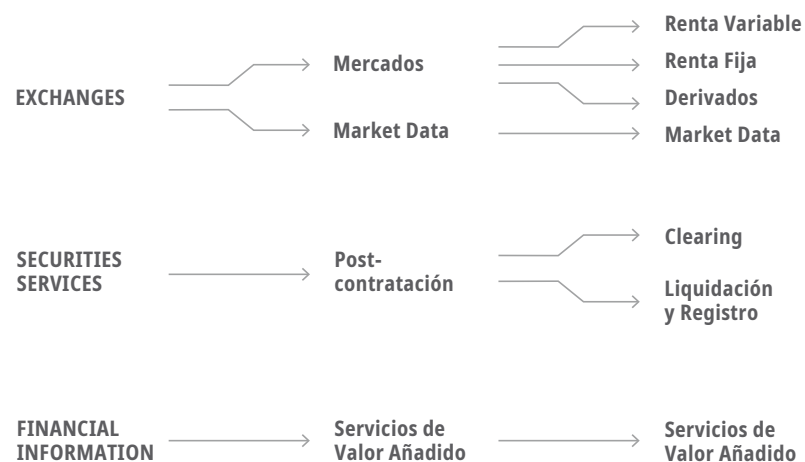 EXCHANGES
Mercados
Market Data
Renta Variable
Renta Fija
Derivados
Market Data
SECURITIES
SERVICES
Post-
contratación
Clearing
Liquidación
y Registro
FINANCIAL
INFORMATION
Servicios de
Valor Añadido
Servicios de
Valor Añadido